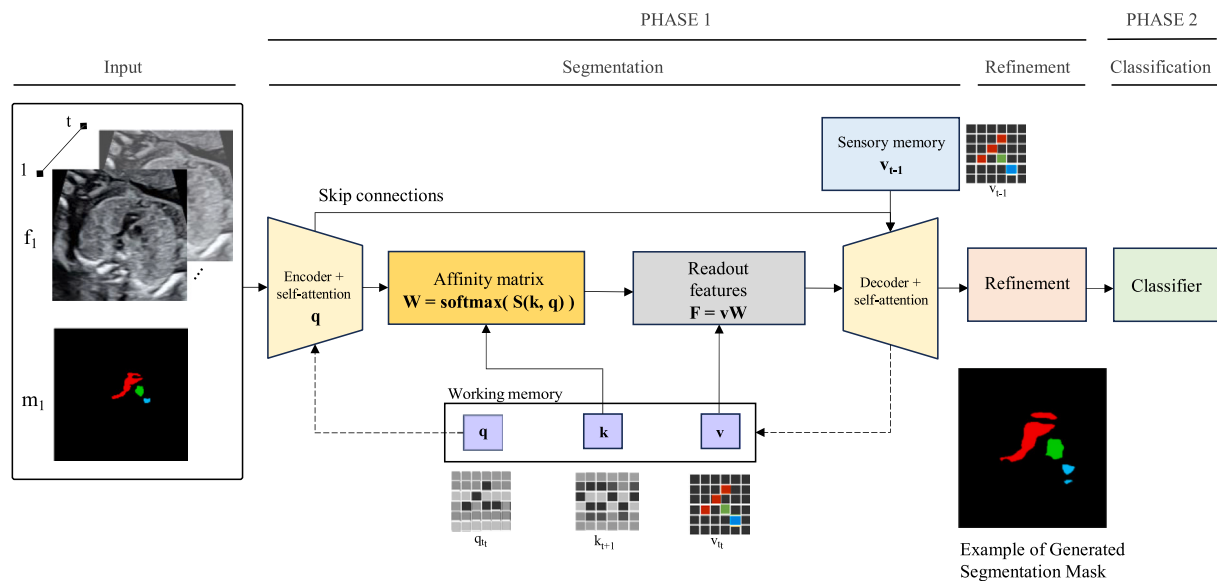 PHASE 1
PHASE 2
Input
Segmentation
Refinement
Classification
t
1
f1
...
m1
Skip connections
Sensory memory
vt-1
vt-1
Encoder +
self-attention
q
Affinity matrix
W = softmax( S(k, q) )
Readout
features
F = vW
Decoder +
self-attention
Refinement
Classifier
Working memory
q
k
v
qtt
kt+1
vtt
Example of Generated
Segmentation Mask